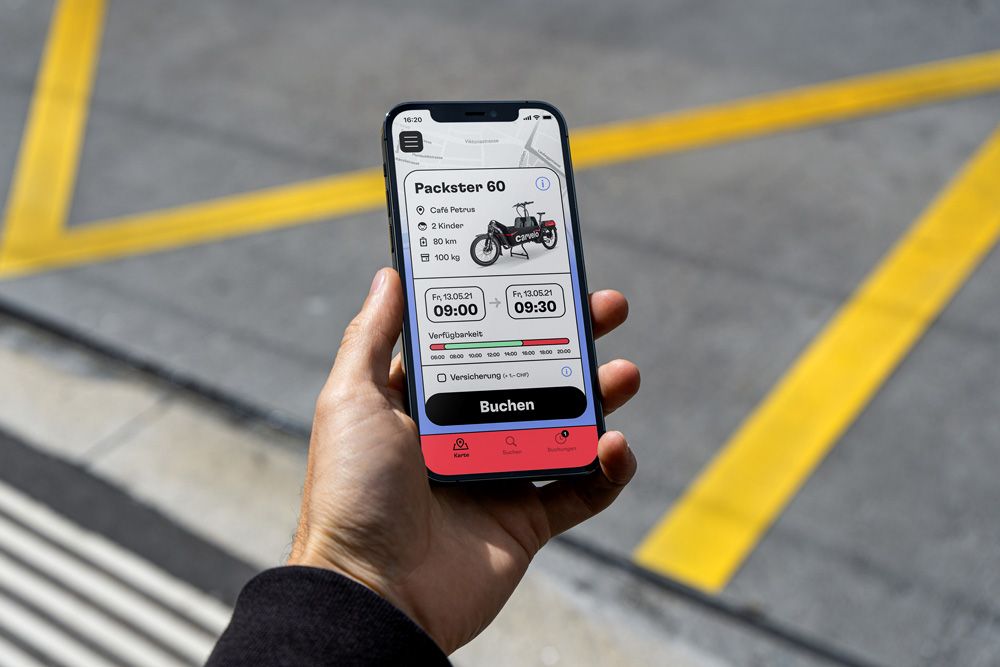 16:20
Viktoriastrasse
Packster 60
Café Petrus
2 Kinder
80 km
100 kg
carvelo
Fr, 13.05.21
09:00
Fr, 13.05.21
09:30
Verfügbarkeit
06:00 08:00 10:00 12:00 14:00 16:00 18:00 20:00
Versicherung (+ 1.– CHF)
Buchen
Karte
Suchen
1
Buchungen